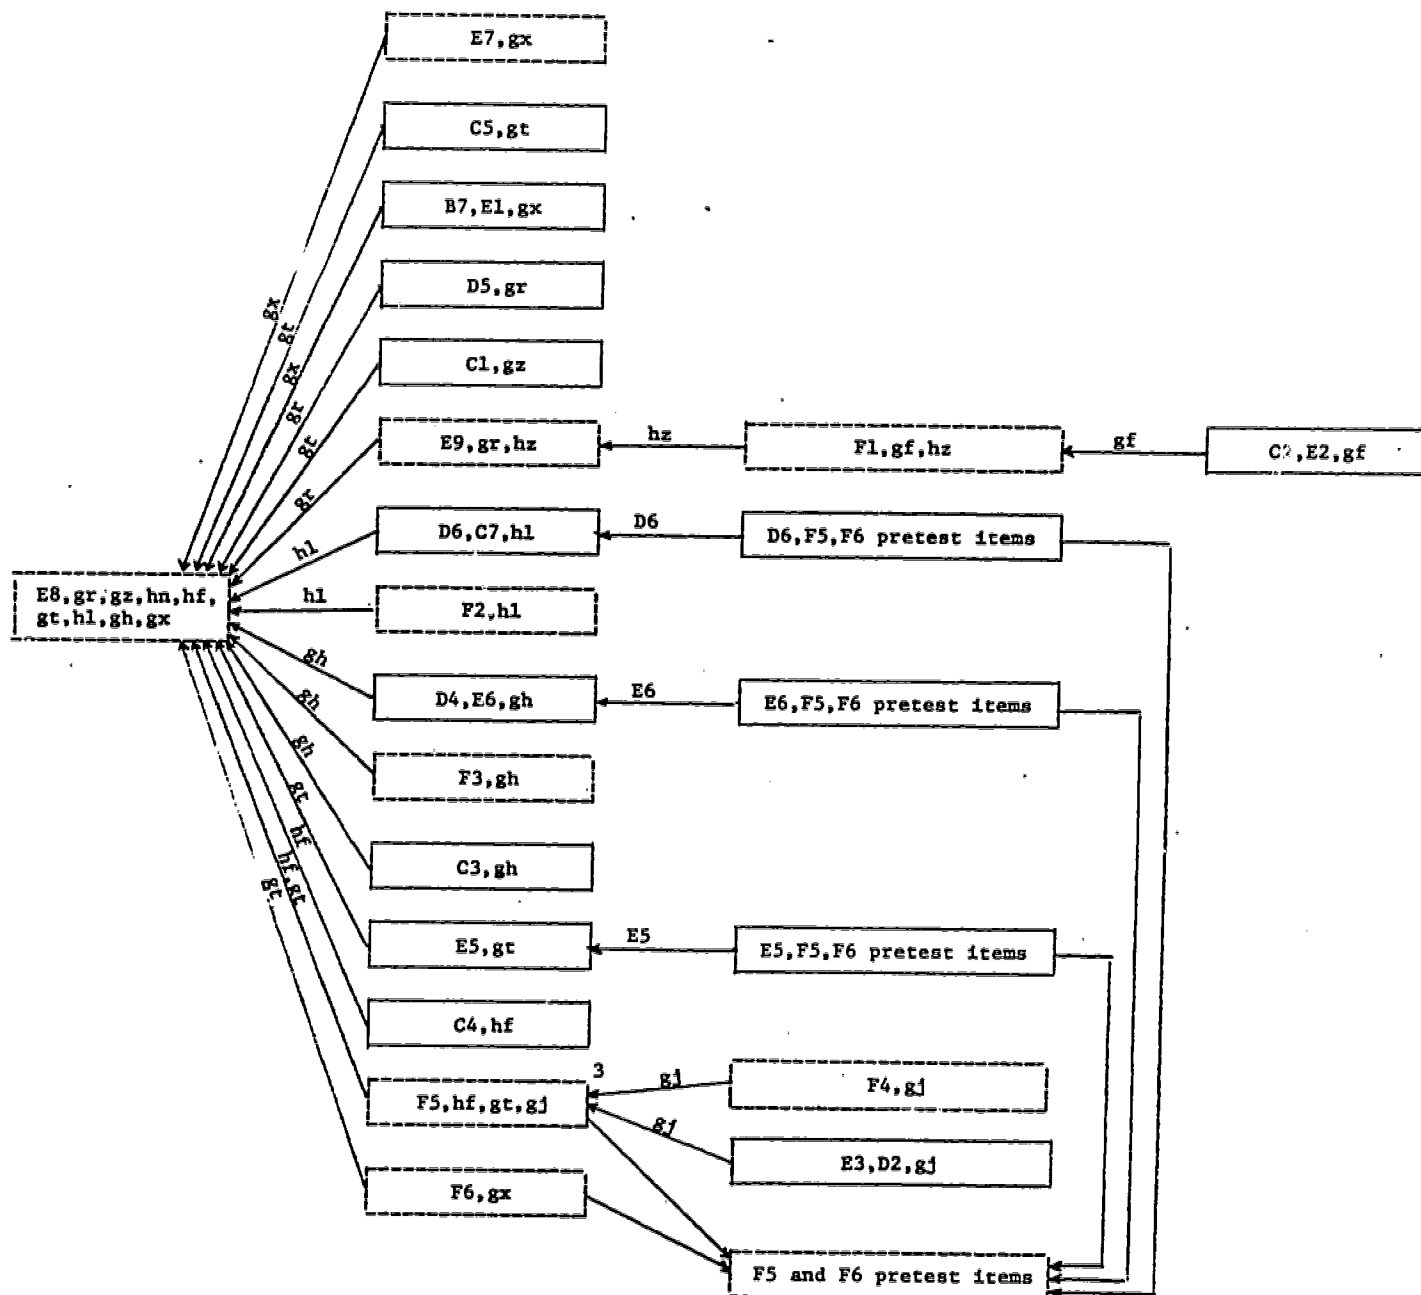 E7,gx
C5,gt
B7,E1,gx
D5,gr
C1,gz
E9,gr,hz
hz
F1,gf,hz
gf
C2,E2,gf
D6,C7,hl
D6
D6,F5,F6 pretest items
E8,gr,gz,hn,hf,
gt,hl,gh,gx
F2,hl
D4,E6,gh
E6
E6,F5,F6 pretest items
F3,gh
C3,gh
E5,gt
E5
E5,F5,F6 pretest items
C4,hf
F5,hf,gt,gj
3
gj
F4,gj
gj
E3,D2,gj
F6,gx
F5 and F6 pretest items
gx
gt
gx
gr
gt
gr
hl
hl
gh
gh
gh
gt
hf
hf,gt
gt